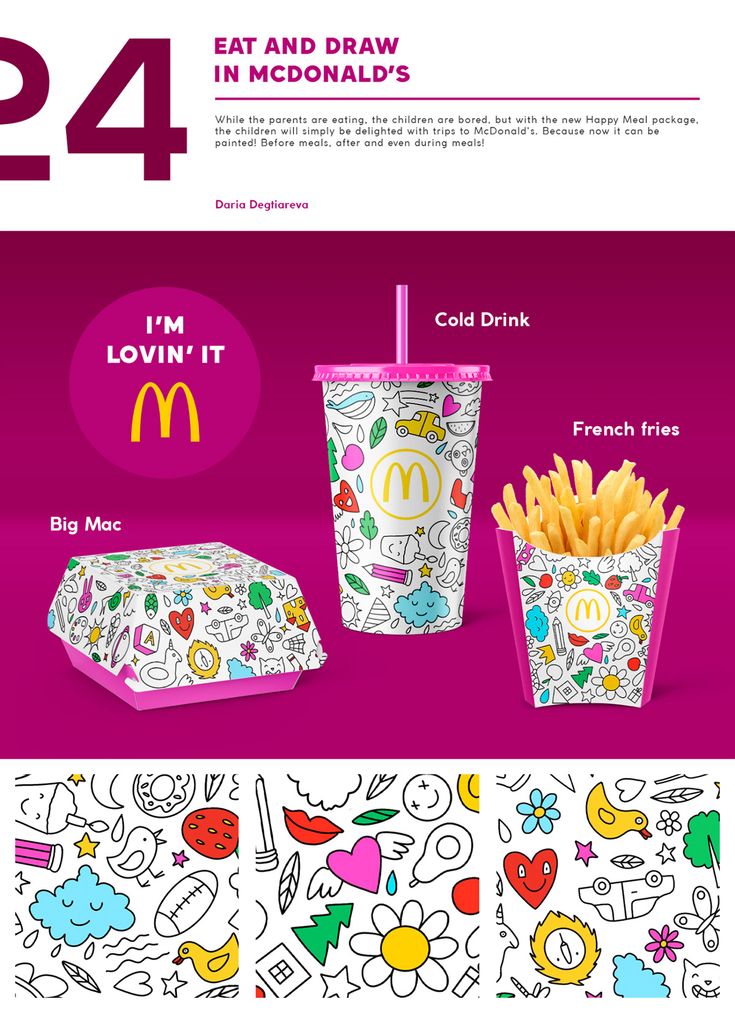 24
EAT AND DRAW
IN MCDONALD'S
While the parents are eating, the children are bored, but with the new Happy Meal package,
the children will simply be delighted with trips to McDonald's. Because now it can be
painted! Before meals, after and even during meals!
Daria Degtiareva
I'M
LOVIN' IT
Cold Drink
French fries
Big Mac
A